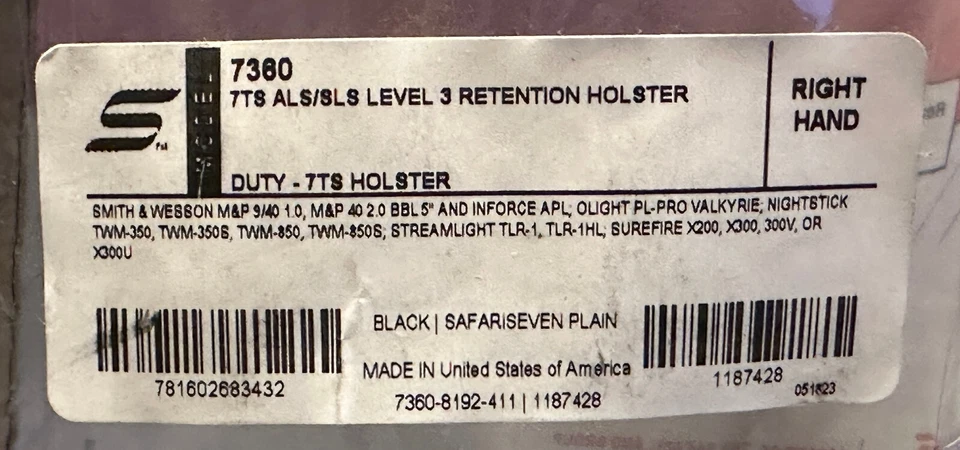 7360
7TS ALS/SLS LEVEL 3 RETENTION HOLSTER
DUTY - 7TS HOLSTER
RIGHT
HAND
SMITH & WESSON M&P 9/40 1.0, M&P 40 2.0 BBL 5" AND INFORCE APL; OLIGHT PL-PRO VALKYRIE; NIGHTSTICK
TWM-350, TWM-350S, TWM-850, TWM-850S; STREAMLIGHT TLR-1, TLR-1HL; SUREFIRE X200, X300, 300V, OR
X300U
BLACK | SAFARISEVEN PLAIN
MADE IN United States of America
7360-8192-411 | 1187428
781602683432
1187428
051823